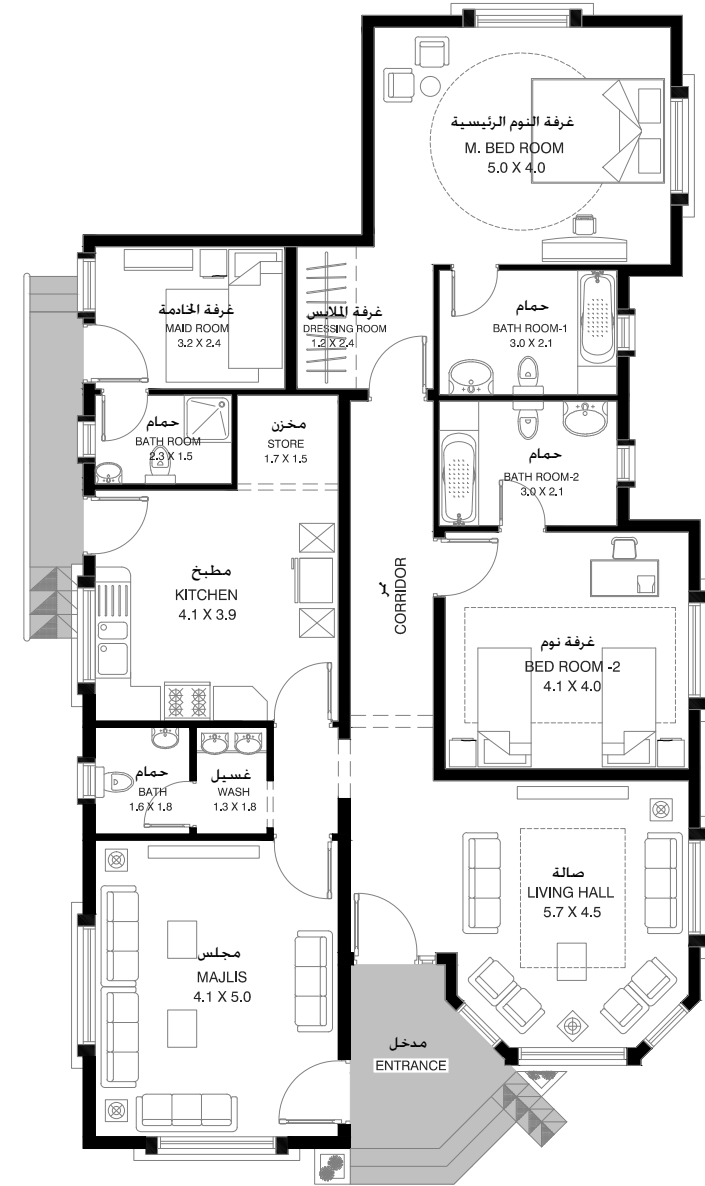 غرفة النوم الرئيسية
M. BED ROOM
5.0 X 4.0
غرفة الخادمة
MAID ROOM
3.2 X 2.4
غرفة الملابس
DRESSING ROOM
1.2 X 2.4
حمام
BATH ROOM-1
3.0 X 2.1
حمام
BATH ROOM
2.3 X 1.5
مخزن
STORE
1.7 X 1.5
حمام
BATH ROOM-2
3.0 X 2.1
مطبخ
KITCHEN
4.1 X 3.9
ممر
CORRIDOR
غرفة نوم
BED ROOM -2
4.1 X 4.0
حمام
BATH
1.6 X 1.8
غسيل
WASH
1.3 X 1.8
صالة
LIVING HALL
5.7 X 4.5
مجلس
MAJLIS
4.1 X 5.0
مدخل
ENTRANCE